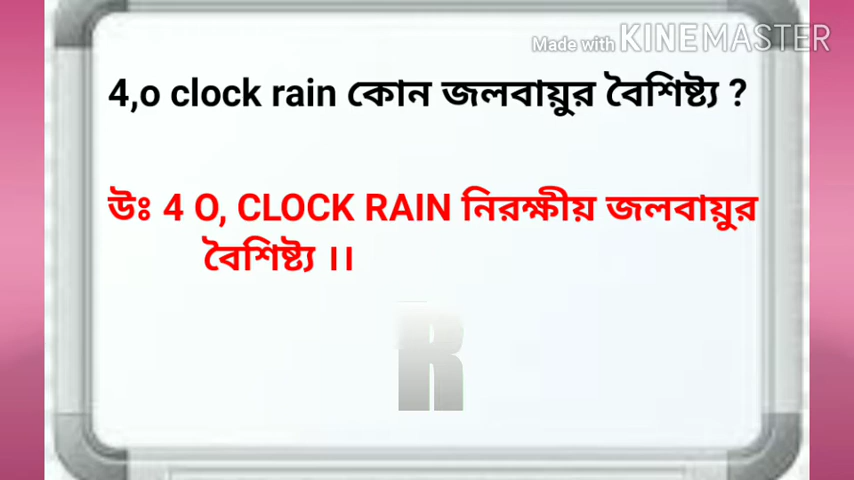 Made with KINEMASTER
4,o clock rain কোন জলবায়ুর বৈশিষ্ট্য ?
উঃ 4 O, CLOCK RAIN নিরক্ষীয় জলবায়ুর
বৈশিষ্ট্য ।।
R